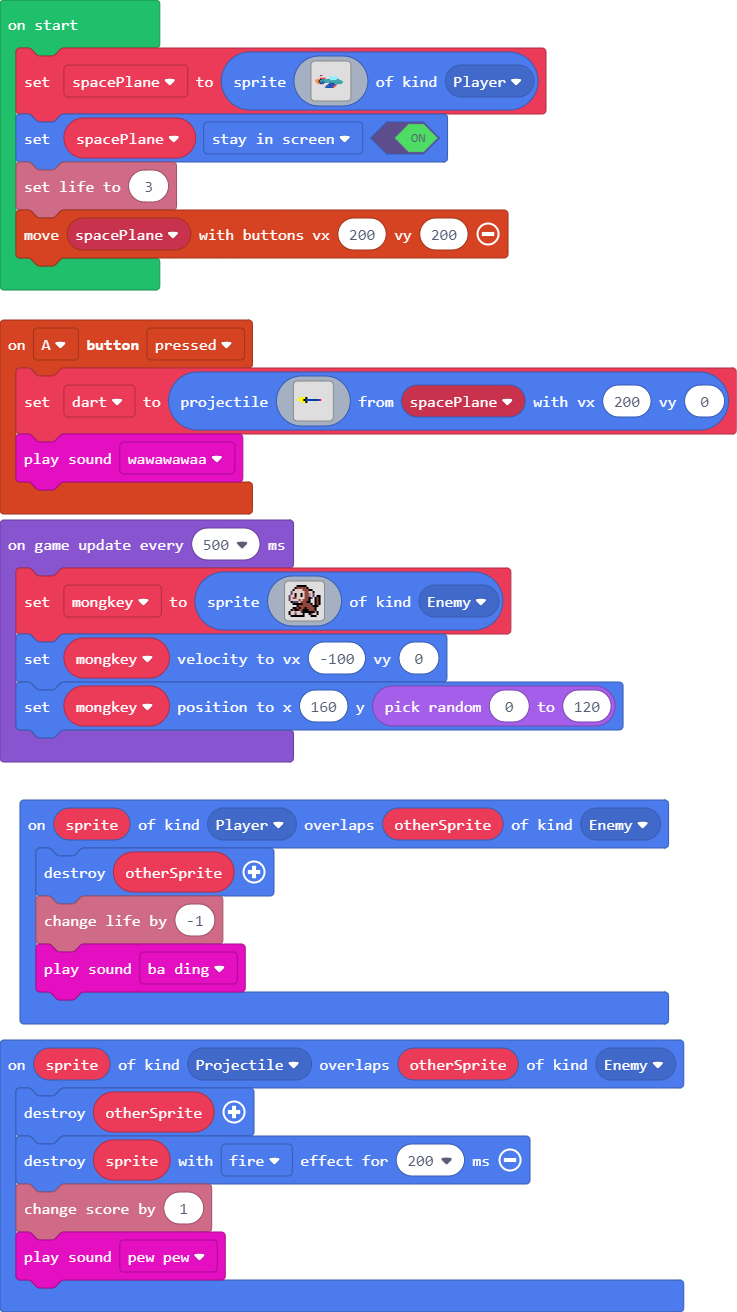 on start
set spacePlane to sprite of kind Player
set spacePlane stay in screen ON
set life to 3
move spacePlane with buttons vx 200 vy 200
on A button pressed
set dart to projectile from spacePlane with vx 200 vy 0
play sound wawawawaa
on game update every 500 ms
set mongkey to sprite of kind Enemy
set mongkey velocity to vx -100 vy 0
set mongkey position to x 160 y pick random 0 to 120
on sprite of kind Player overlaps otherSprite of kind Enemy
destroy otherSprite
change life by -1
play sound ba ding
on sprite of kind Projectile overlaps otherSprite of kind Enemy
destroy otherSprite
destroy sprite with fire effect for 200 ms
change score by 1
play sound pew pew